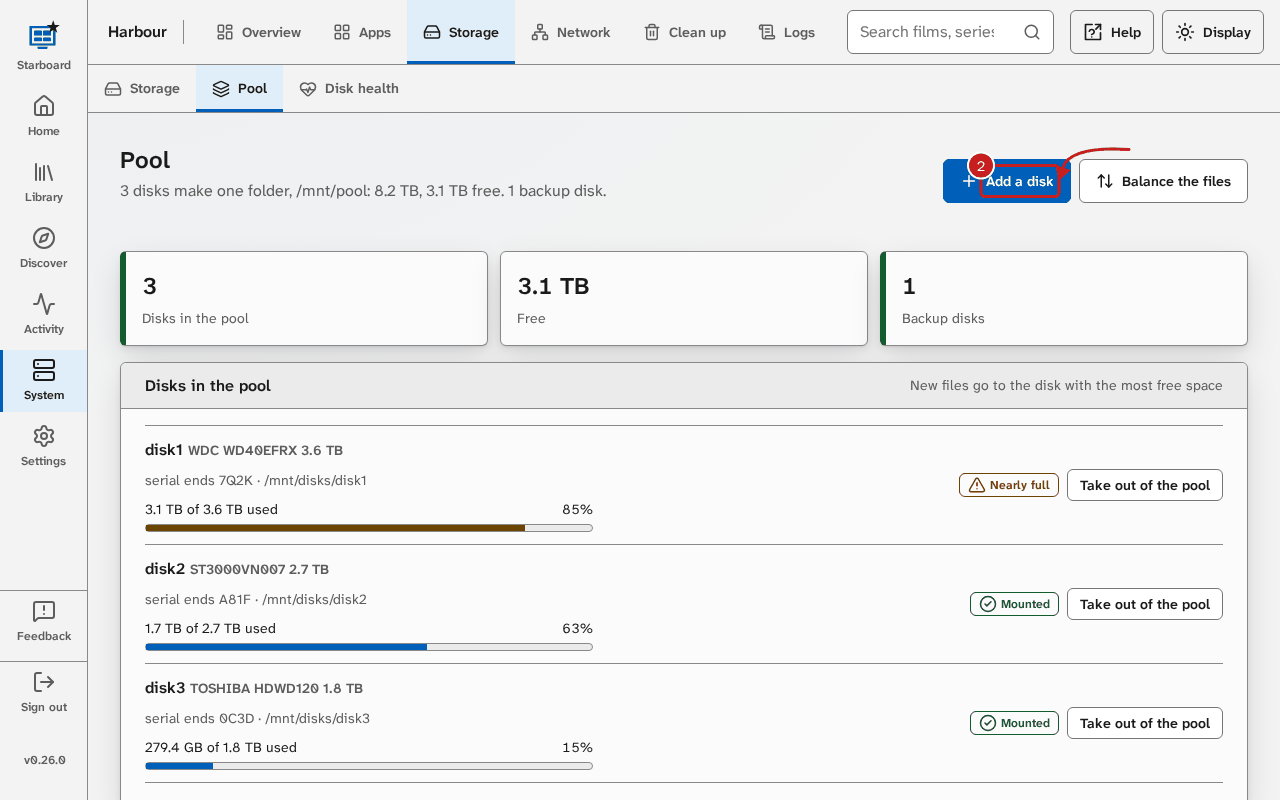 Starboard
Home
Library
Discover
Activity
System
Settings
Feedback
Sign out
v0.26.0
Harbour
Overview
Apps
Storage
Network
Clean up
Logs
Search films, series
Help
Display
Storage
Pool
Disk health
Pool
3 disks make one folder, /mnt/pool: 8.2 TB, 3.1 TB free. 1 backup disk.
2
Add a disk
Balance the files
3
Disks in the pool
3.1 TB
Free
1
Backup disks
Disks in the pool
New files go to the disk with the most free space
disk1 WDC WD40EFRX 3.6 TB
serial ends 7Q2K · /mnt/disks/disk1
3.1 TB of 3.6 TB used
85%
Nearly full
Take out of the pool
disk2 ST3000VN007 2.7 TB
serial ends A81F · /mnt/disks/disk2
1.7 TB of 2.7 TB used
63%
Mounted
Take out of the pool
disk3 TOSHIBA HDWD120 1.8 TB
serial ends 0C3D · /mnt/disks/disk3
279.4 GB of 1.8 TB used
15%
Mounted
Take out of the pool